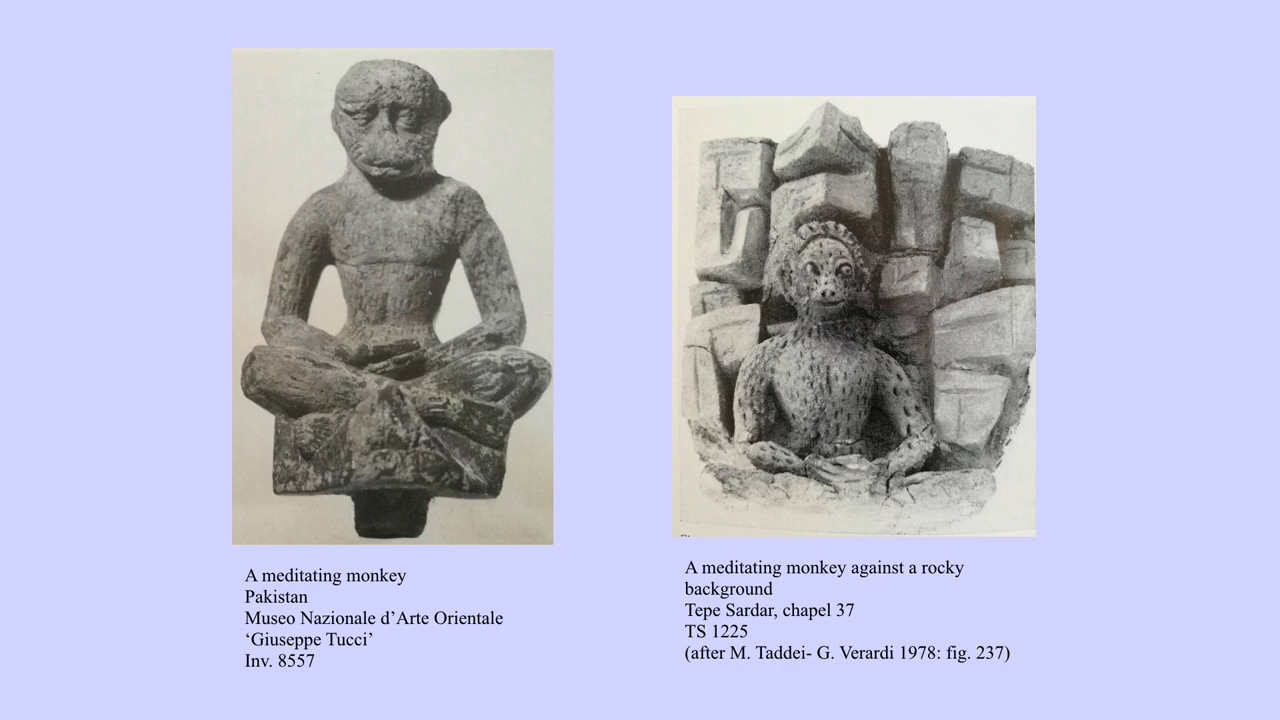 A meditating monkey
Pakistan
Museo Nazionale d’Arte Orientale
‘Giuseppe Tucci’
Inv. 8557
A meditating monkey against a rocky
background
Tepe Sardar, chapel 37
TS 1225
(after M. Taddei- G. Verardi 1978: fig. 237)